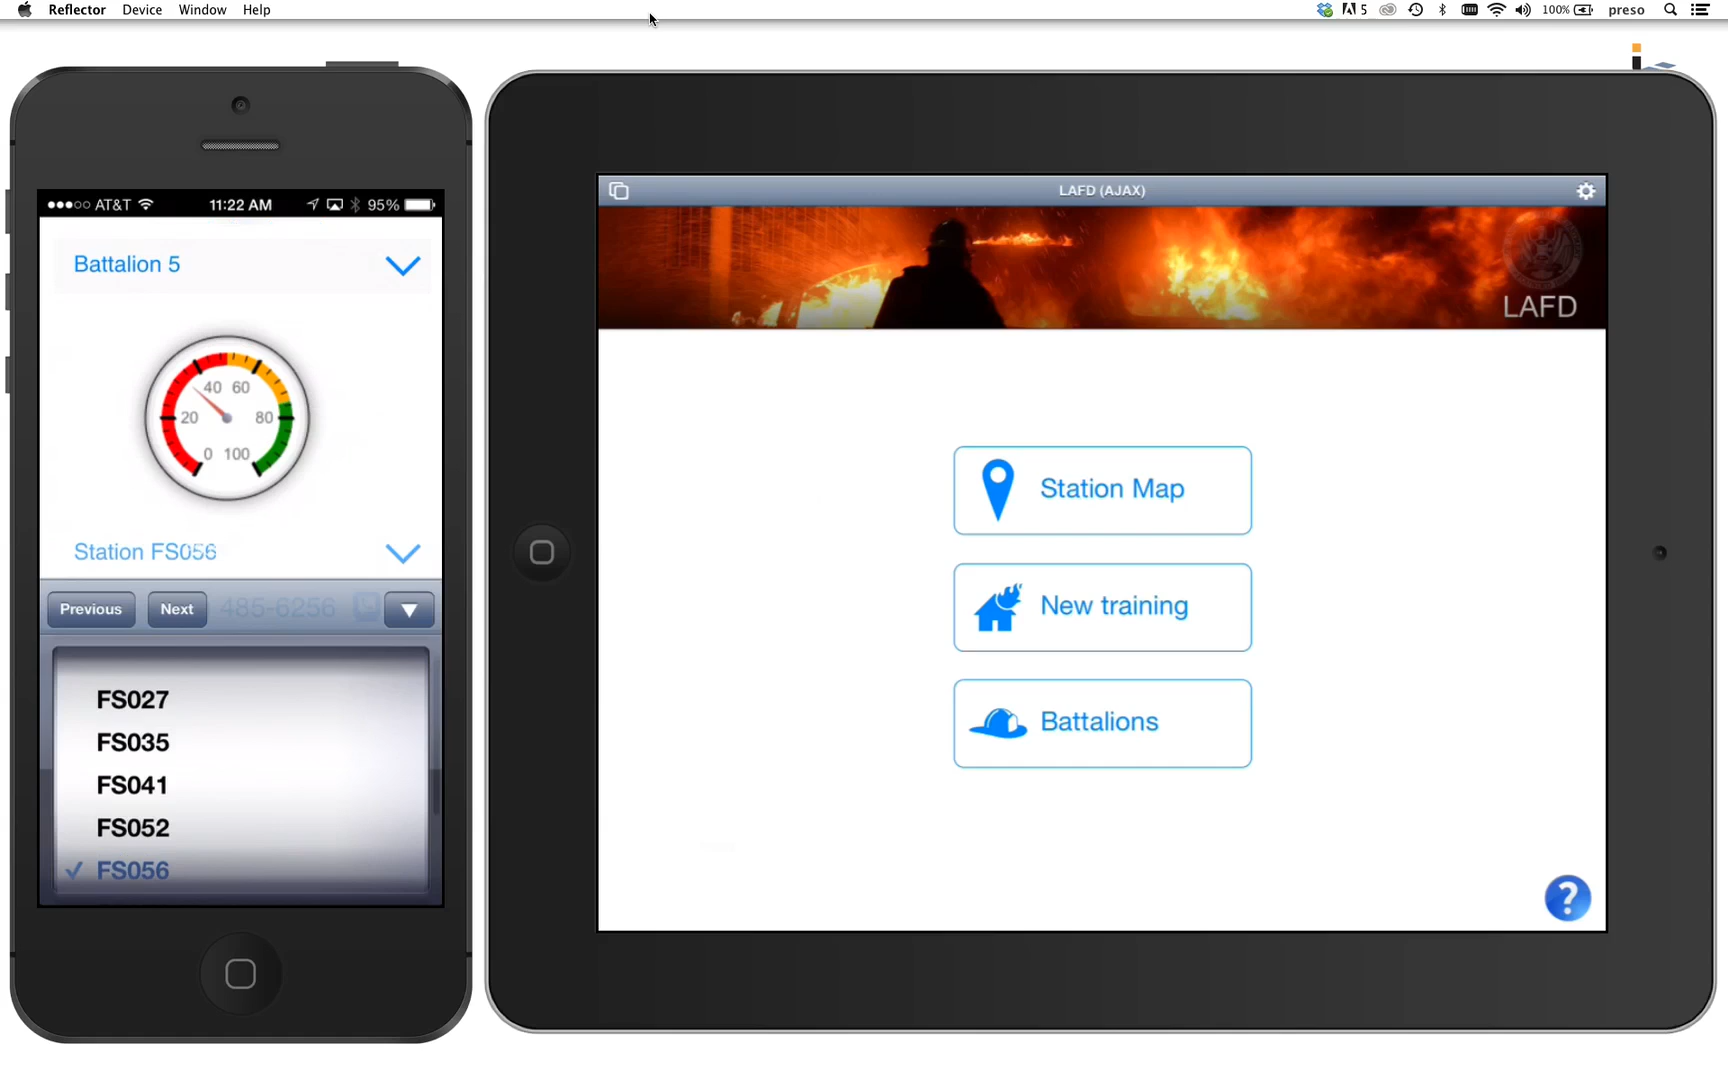 Reflector Device Window Help
5 100% preso
AT&T 11:22 AM 95%
Battalion 5
40 60
20 80
0 100
Station FS056
Previous Next 485-6256
FS027
FS035
FS041
FS052
FS056
LAFD (AJAX)
LAFD
Station Map
New training
Battalions
?